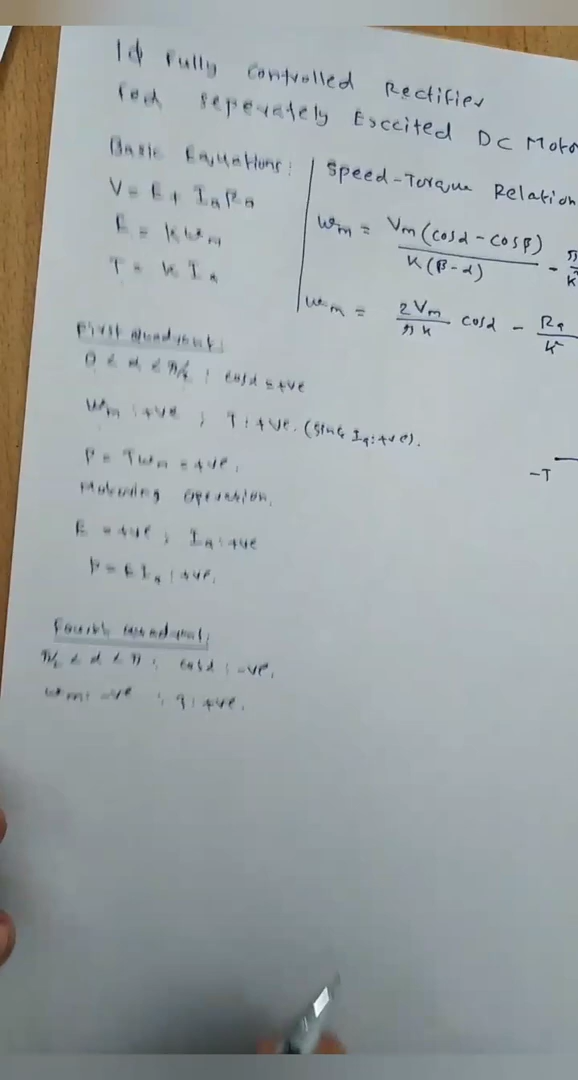 1ϕ Fully Controlled Rectifier
Fed Seperately Excited DC Moto
Basic Equations:
V = E + IaRa
E = Kωm
T = K Ia
Speed-Torque Relation
ωm = Vm(cosα - cosβ) / K(β-α) -
ωm = 2Vm / πK cosα - Ra / K²
-T
First Quadrant:
0 < α < π/2 ; cosα = +ve
ωm : +ve ; T : +ve. (Since Ia : +ve).
P = Tωm = +ve.
Motoring Operation.
E = +ve ; Ia : +ve
P = EIa : +ve.
Fourth Quadrant:
π/2 < α < π ; cosα : -ve.
ωm : -ve ; T : +ve.